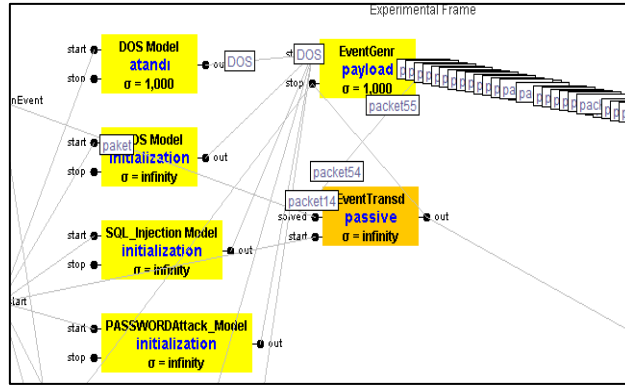 Experimental Frame
start
DOS Model
atandi
out
stop
σ = 1,000
DOS
DOS
EventGenr
payload
stop
σ = 1,000
packet55
nEvent
start
paket
OS Model
initialization
out
stop
σ = infinity
packet54
packet14
EventTransd
solved
passive
out
start
σ = infinity
start
SQL_Injection Model
initialization
out
stop
σ = infinity
start
start
PASSWORDAttack_Model
initialization
out
stop
σ = infinity